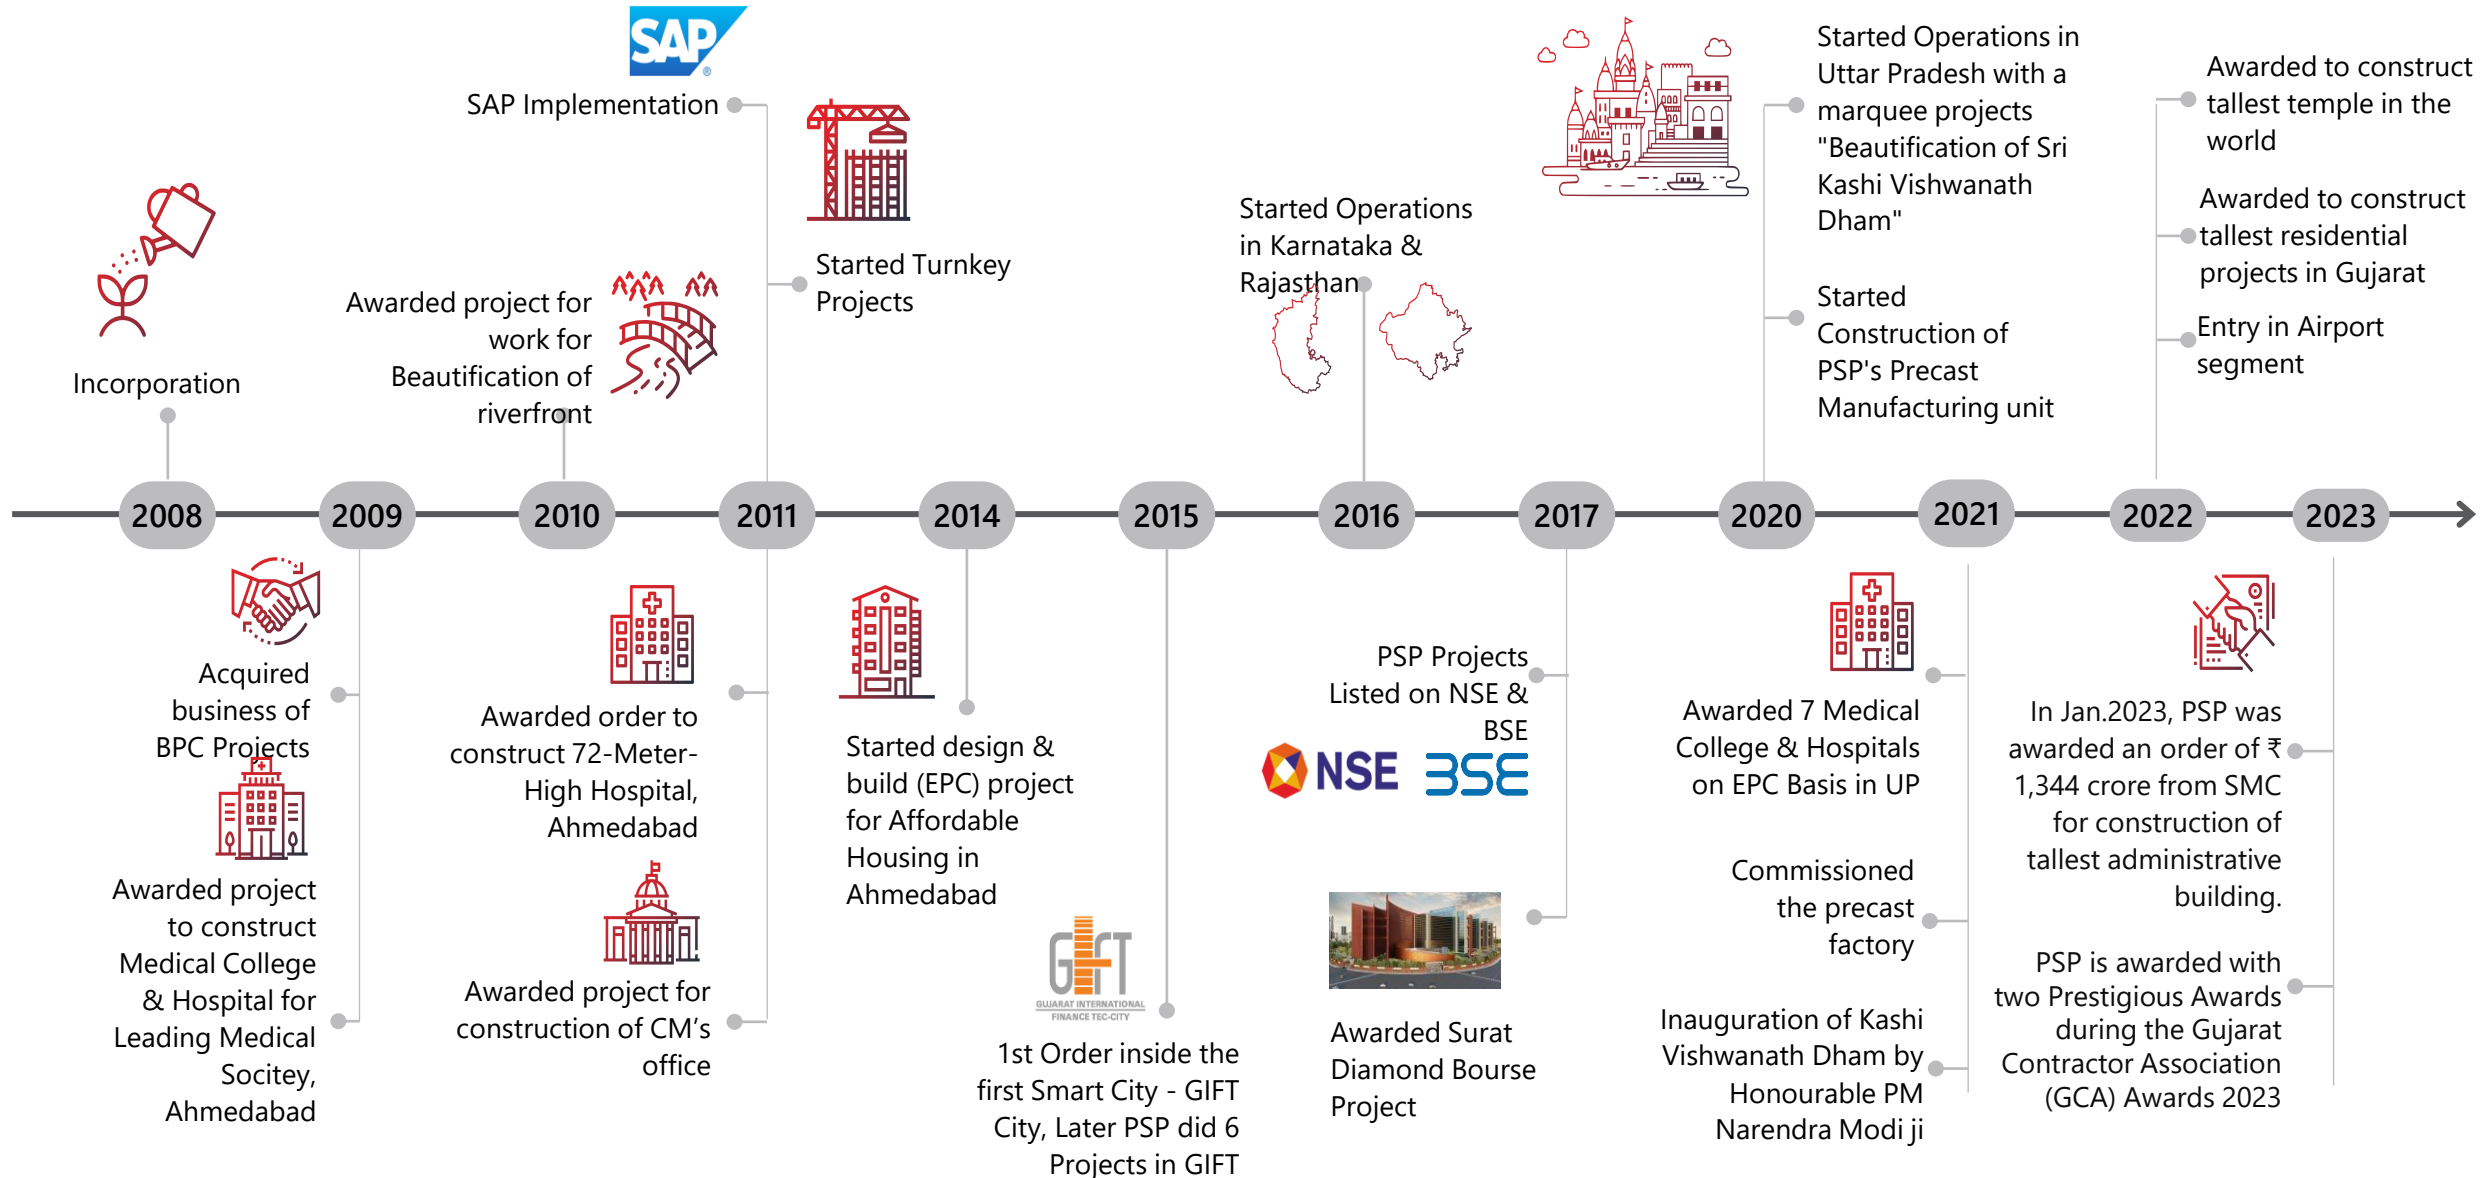 SAP
®
SAP Implementation
Started Turnkey
Projects
Incorporation
Awarded project for
work for
Beautification of
riverfront
Started Operations
in Karnataka &
Rajasthan
Started Operations in
Uttar Pradesh with a
marquee projects
"Beautification of Sri
Kashi Vishwanath
Dham"
Started
Construction of
PSP's Precast
Manufacturing unit
Awarded to construct
tallest temple in the
world
Awarded to construct
tallest residential
projects in Gujarat
Entry in Airport
segment
2008
2009
2010
2011
2014
2015
2016
2017
2020
2021
2022
2023
Acquired
business of
BPC Projects
Awarded project
to construct
Medical College
& Hospital for
Leading Medical
Socitey,
Ahmedabad
Awarded order to
construct 72-Meter-
High Hospital,
Ahmedabad
Awarded project for
construction of CM’s
office
Started design &
build (EPC) project
for Affordable
Housing in
Ahmedabad
GIFT
GUJARAT INTERNATIONAL
FINANCE TEC-CITY
1st Order inside the
first Smart City - GIFT
City, Later PSP did 6
Projects in GIFT
PSP Projects
Listed on NSE &
BSE
NSE
BSE
Awarded Surat
Diamond Bourse
Project
Awarded 7 Medical
College & Hospitals
on EPC Basis in UP
Commissioned
the precast
factory
Inauguration of Kashi
Vishwanath Dham by
Honourable PM
Narendra Modi ji
In Jan.2023, PSP was
awarded an order of ₹
1,344 crore from SMC
for construction of
tallest administrative
building.
PSP is awarded with
two Prestigious Awards
during the Gujarat
Contractor Association
(GCA) Awards 2023